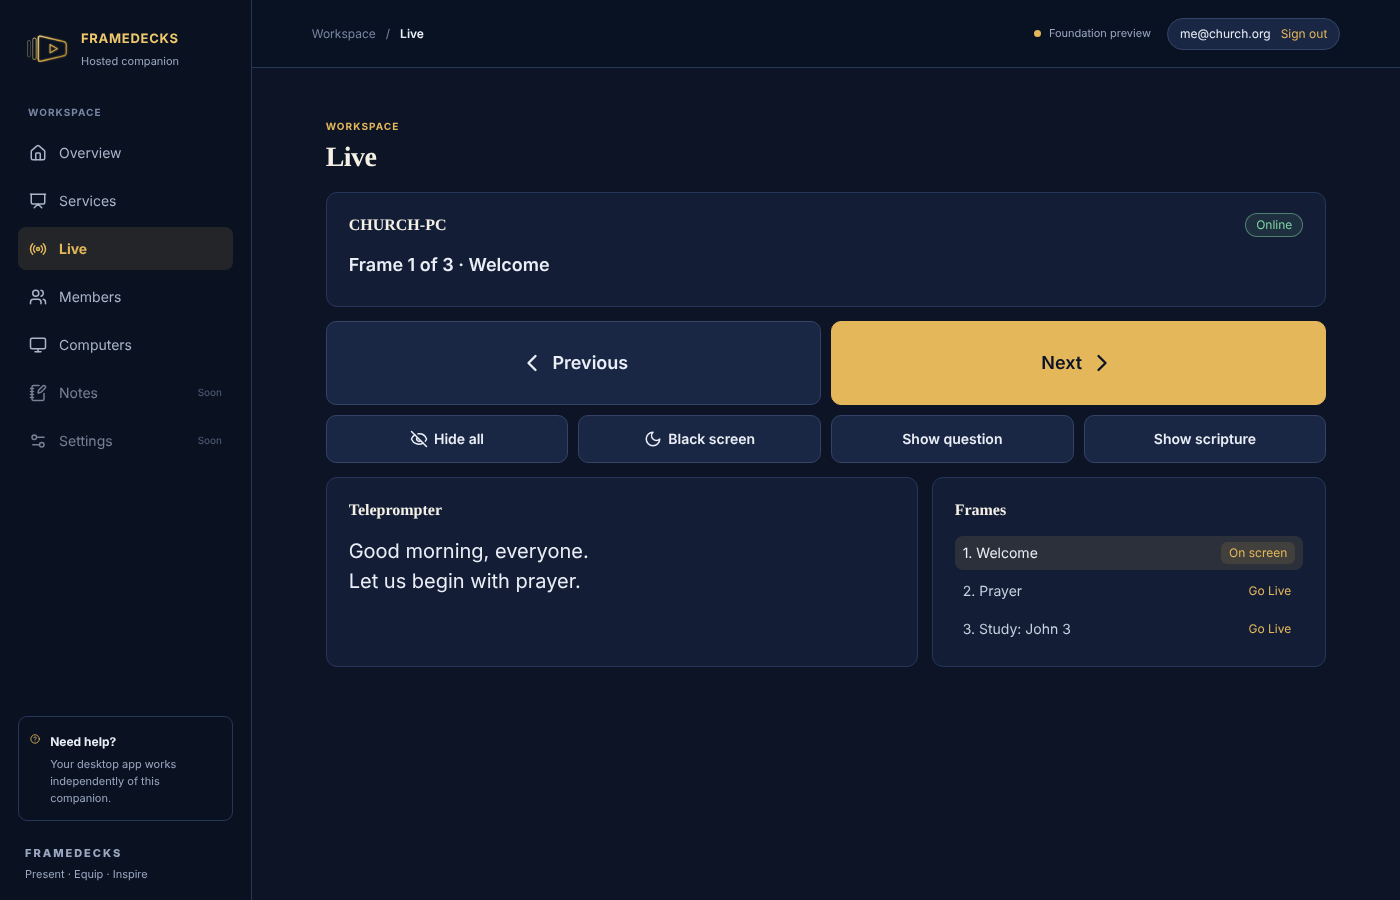 FRAMEDECKS
Hosted companion
WORKSPACE
Overview
Services
Live
Members
Computers
Notes Soon
Settings Soon
Need help?
Your desktop app works
independently of this
companion.
FRAMEDECKS
Present · Equip · Inspire
Workspace / Live
Foundation preview
me@church.org Sign out
WORKSPACE
Live
CHURCH-PC
Online
Frame 1 of 3 · Welcome
Previous
Next
Hide all
Black screen
Show question
Show scripture
Teleprompter
Good morning, everyone.
Let us begin with prayer.
Frames
1. Welcome On screen
2. Prayer Go Live
3. Study: John 3 Go Live